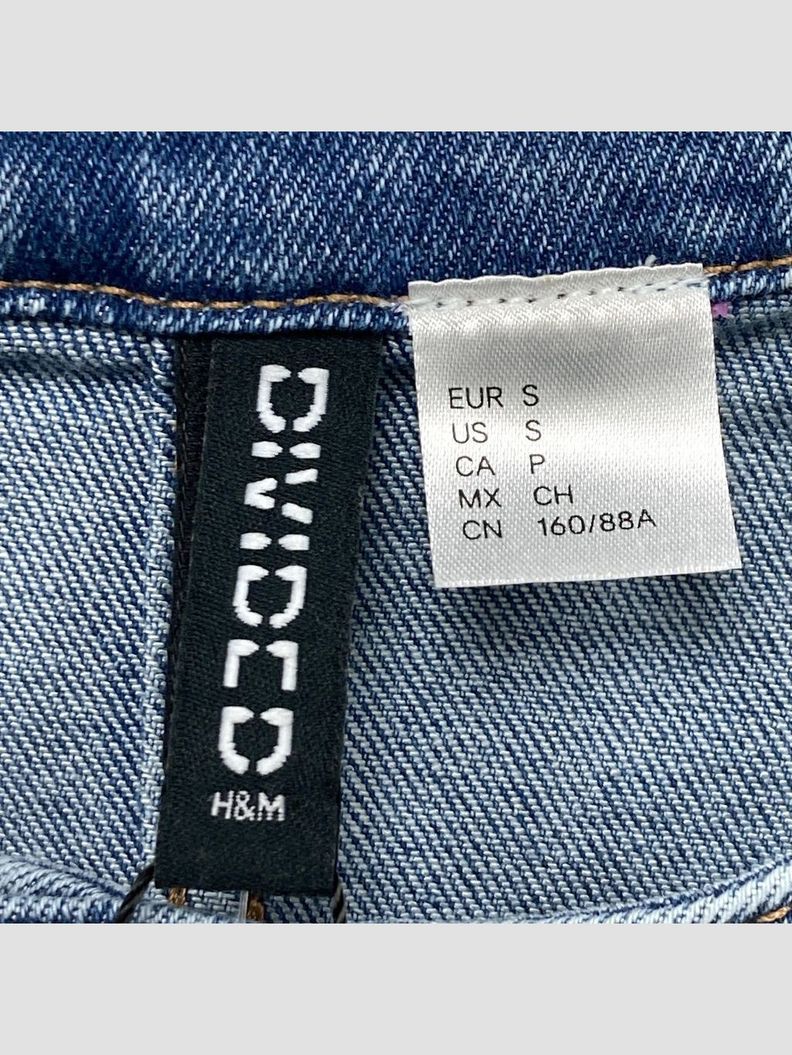 DIVIDED
H&M
EUR S
US S
CA P
MX CH
CN 160/88A